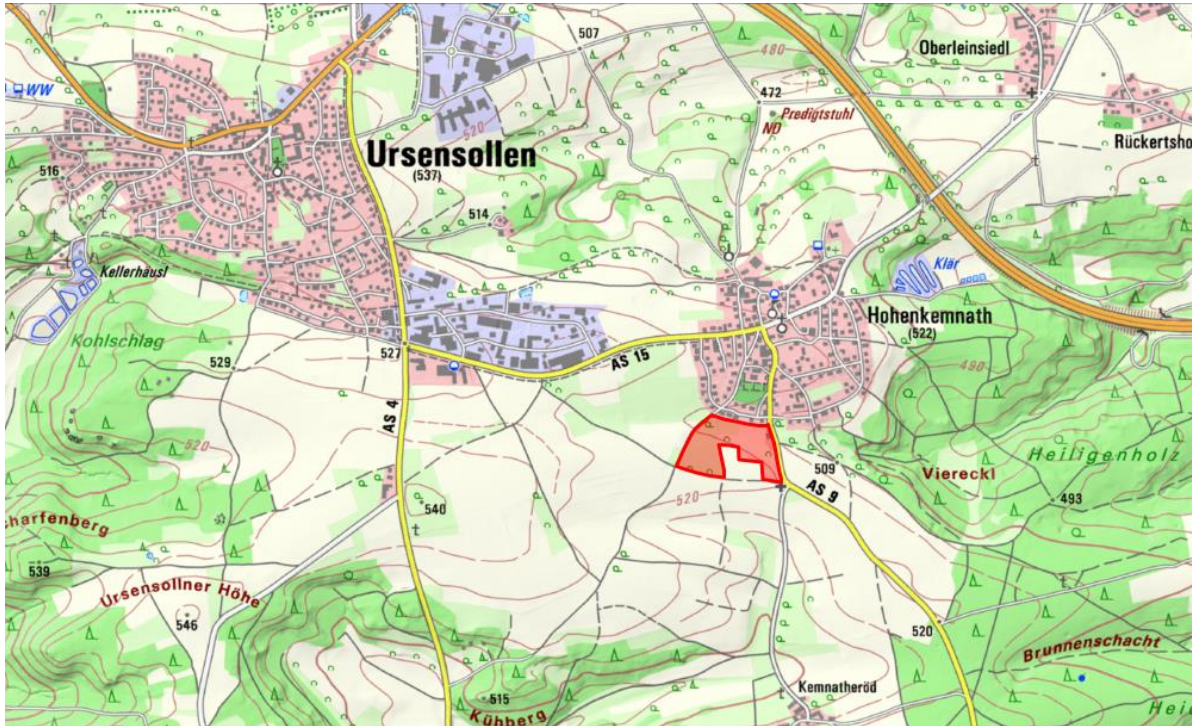 507
480
Oberleinsiedl
WW
472
Predigtstuhl
ND
520
Rückertsho
Ursensollen
(537)
516
514
Kellerhäusl
Klär
Hohenkemnath
(522)
Kohlschlag
529
527
AS 15
490
AS 4
520
509
Heiligenholz
Viereckl
493
520
AS 9
540
charfenberg
539
Ursensollner Höhe
546
520
Brunnenschacht
515
Kühberg
Kemnatheröd
Hei